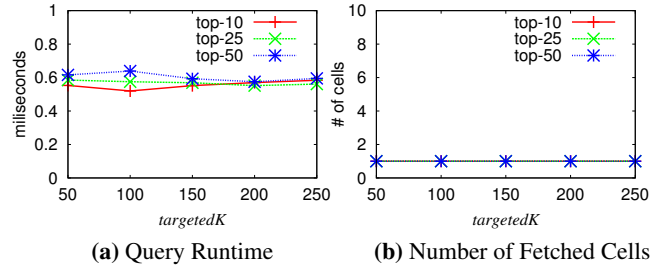 top-10
top-25
top-50
1
0.8
0.6
0.4
0.2
0
miliseconds
50 100 150 200 250
targetedK
(a) Query Runtime
top-10
top-25
top-50
10
8
6
4
2
0
# of cells
50 100 150 200 250
targetedK
(b) Number of Fetched Cells